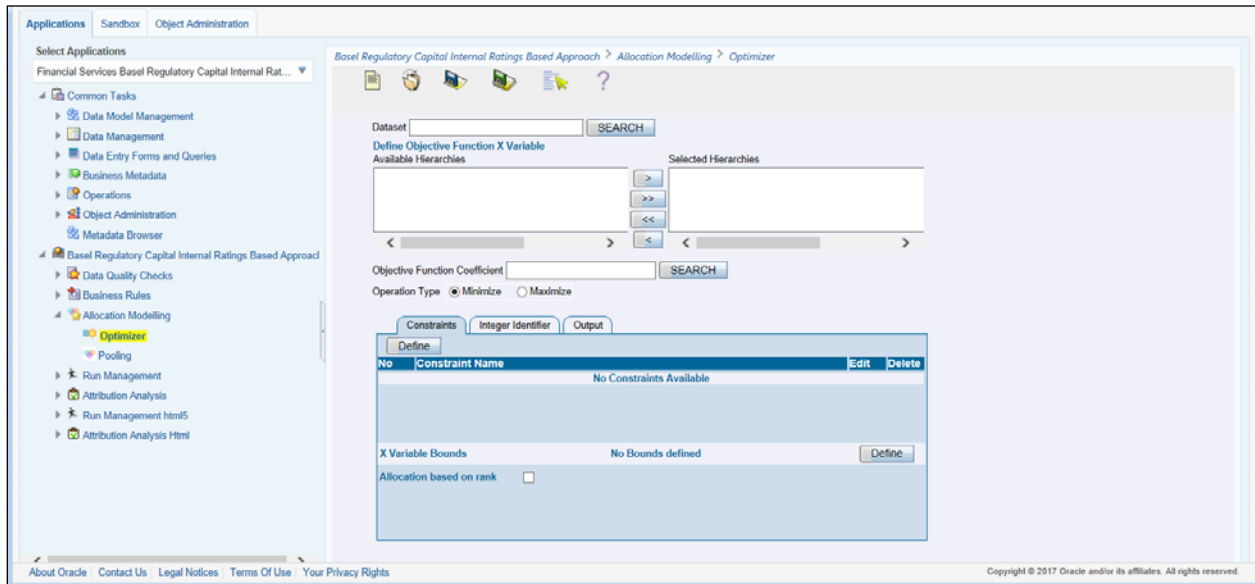 Applications Sandbox Object Administration
Select Applications
Financial Services Basel Regulatory Capital Internal Rat...
Common Tasks
Data Model Management
Data Management
Data Entry Forms and Queries
Business Metadata
Operations
Object Administration
Metadata Browser
Basel Regulatory Capital Internal Ratings Based Approacl
Data Quality Checks
Business Rules
Allocation Modelling
Optimizer
Pooling
Run Management
Attribution Analysis
Run Management html5
Attribution Analysis Html
Basel Regulatory Capital Internal Ratings Based Approach > Allocation Modelling > Optimizer
?
Dataset SEARCH
Define Objective Function X Variable
Available Hierarchies Selected Hierarchies
>
>>
<<
<
Objective Function Coefficient SEARCH
Operation Type Minimize Maximize
Constraints Integer Identifier Output
Define
No Constraint Name Edit Delete
No Constraints Available
X Variable Bounds No Bounds defined Define
Allocation based on rank
About Oracle Contact Us Legal Notices Terms Of Use Your Privacy Rights
Copyright © 2017 Oracle and/or its affiliates. All rights reserved.